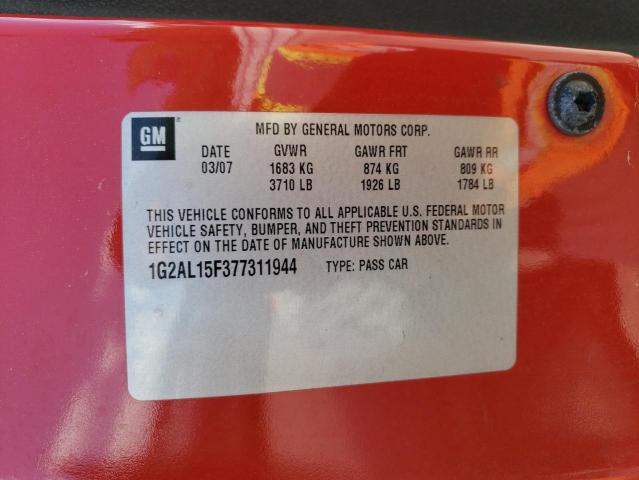 GM ®
MFD BY GENERAL MOTORS CORP.
DATE GVWR GAWR FRT GAWR RR
03/07 1683 KG 874 KG 809 KG
3710 LB 1926 LB 1784 LB
THIS VEHICLE CONFORMS TO ALL APPLICABLE U.S. FEDERAL MOTOR
VEHICLE SAFETY, BUMPER, AND THEFT PREVENTION STANDARDS IN
EFFECT ON THE DATE OF MANUFACTURE SHOWN ABOVE.
1G2AL15F377311944 TYPE: PASS CAR